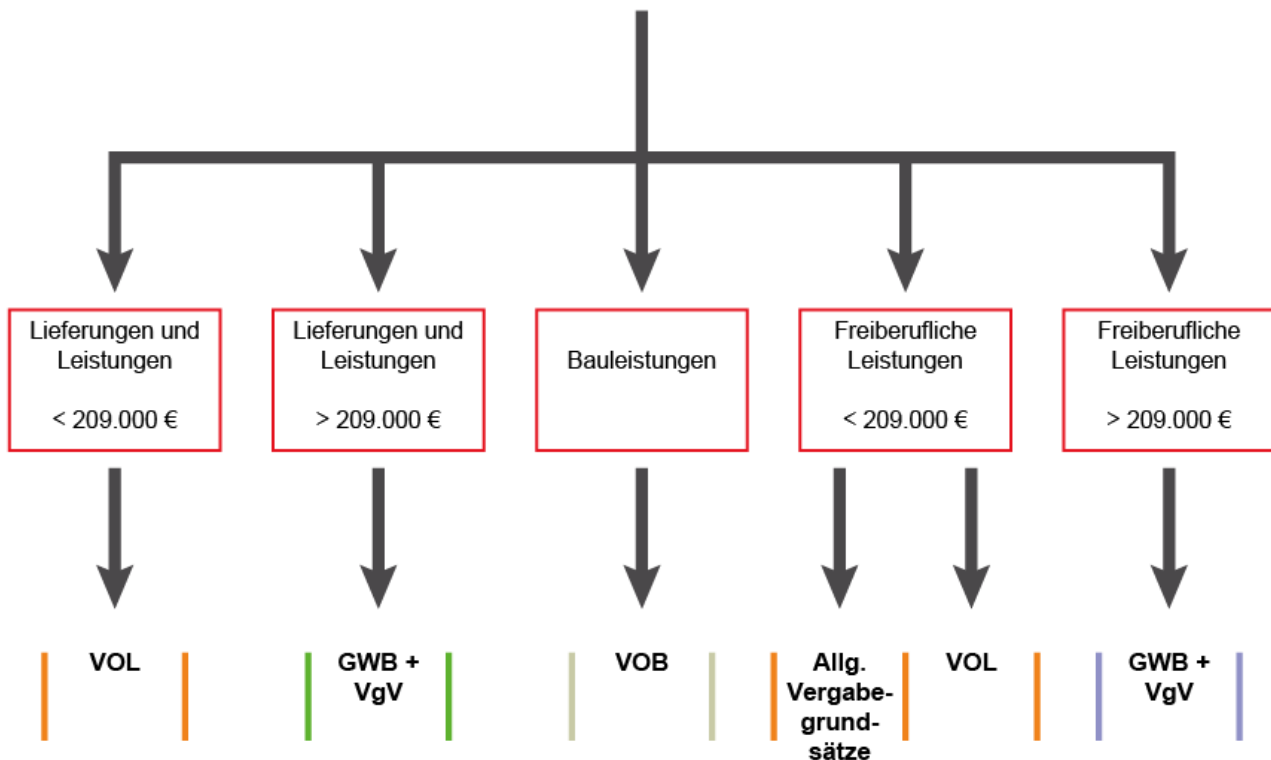 Lieferungen und
Leistungen
< 209.000 €
Lieferungen und
Leistungen
> 209.000 €
Bauleistungen
Freiberufliche
Leistungen
< 209.000 €
Freiberufliche
Leistungen
> 209.000 €
VOL
GWB +
VgV
VOB
Allg.
Vergabe-
grund-
sätze
VOL
GWB +
VgV